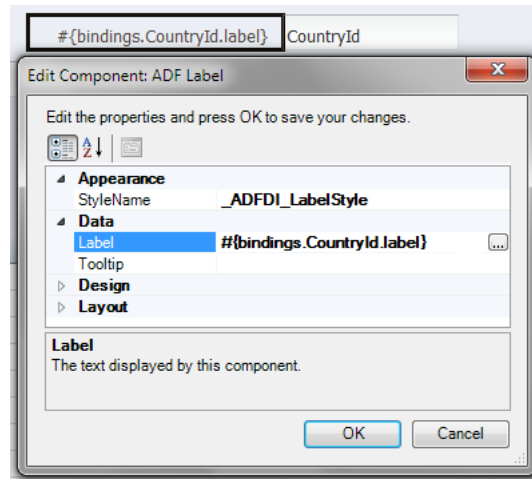 #{bindings.CountryId.label} CountryId
Edit Component: ADF Label
Edit the properties and press OK to save your changes.
Appearance
StyleName _ADFDI_LabelStyle
Data
Label #{bindings.CountryId.label} ...
Tooltip
Design
Layout
Label
The text displayed by this component.
OK Cancel